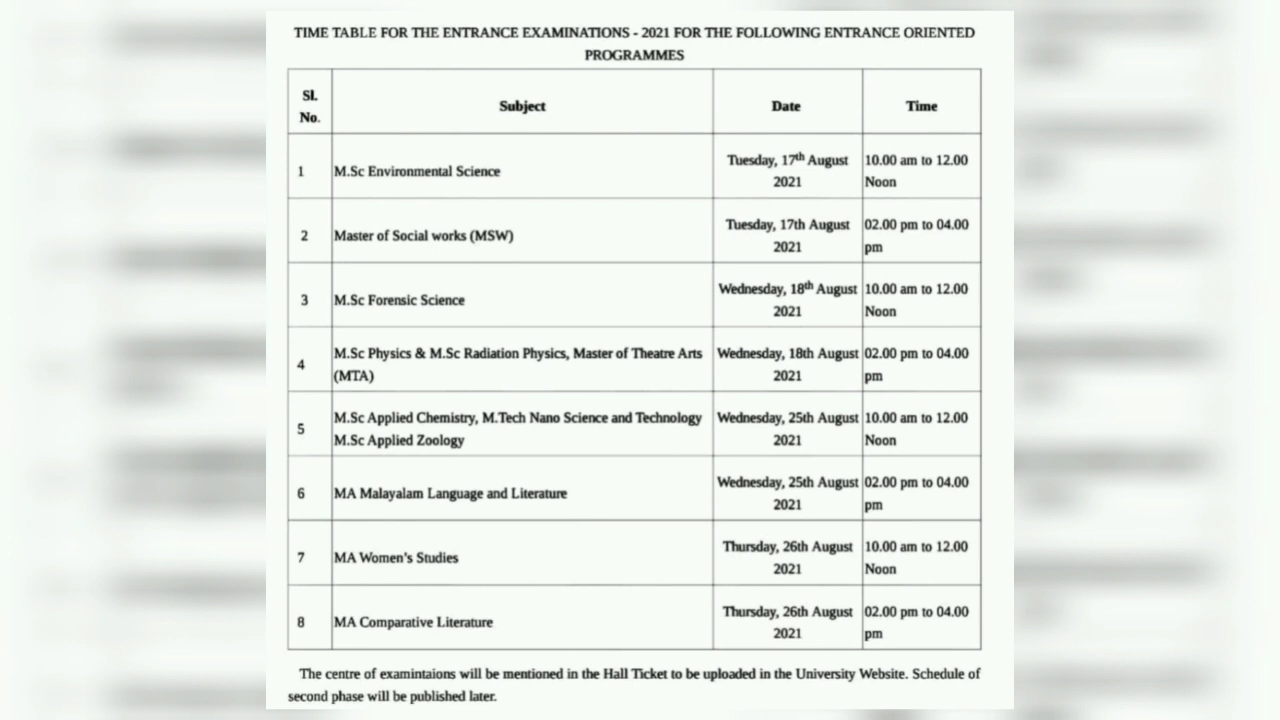 TIME TABLE FOR THE ENTRANCE EXAMINATIONS - 2021 FOR THE FOLLOWING ENTRANCE ORIENTED
PROGRAMMES
Sl. No. Subject Date Time
1 M.Sc Environmental Science Tuesday, 17th August 2021 10.00 am to 12.00 Noon
2 Master of Social works (MSW) Tuesday, 17th August 2021 02.00 pm to 04.00 pm
3 M.Sc Forensic Science Wednesday, 18th August 2021 10.00 am to 12.00 Noon
4 M.Sc Physics & M.Sc Radiation Physics, Master of Theatre Arts (MTA) Wednesday, 18th August 2021 02.00 pm to 04.00 pm
5 M.Sc Applied Chemistry, M.Tech Nano Science and Technology M.Sc Applied Zoology Wednesday, 25th August 2021 10.00 am to 12.00 Noon
6 MA Malayalam Language and Literature Wednesday, 25th August 2021 02.00 pm to 04.00 pm
7 MA Women's Studies Thursday, 26th August 2021 10.00 am to 12.00 Noon
8 MA Comparative Literature Thursday, 26th August 2021 02.00 pm to 04.00 pm
The centre of examintaions will be mentioned in the Hall Ticket to be uploaded in the University Website. Schedule of
second phase will be published later.